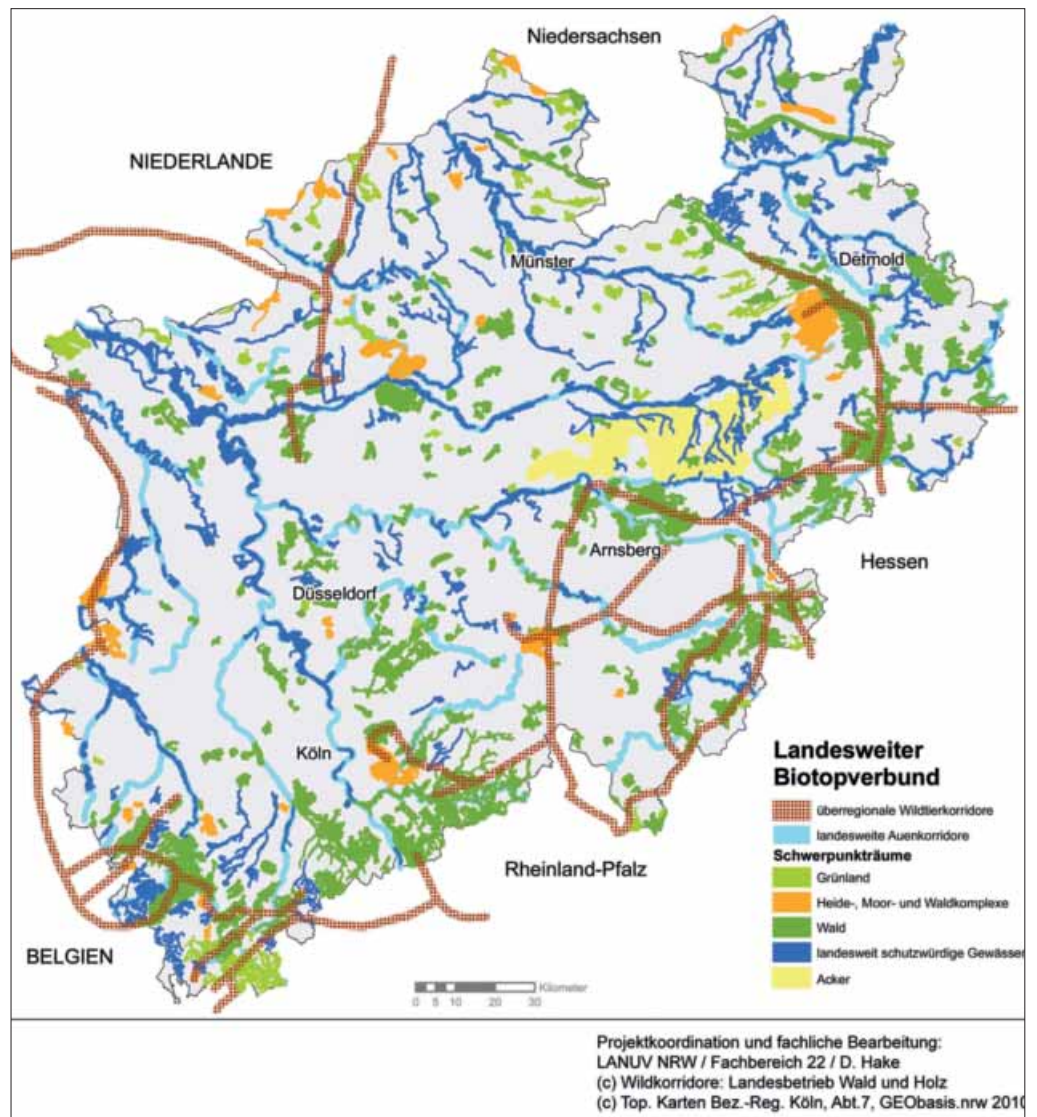 Niedersachsen
NIEDERLANDE
Münster
Detmold
Arnsberg
Hessen
Düsseldorf
Köln
Landesweiter
Biotopverbund
überregionale Wildtierkorridore
landesweite Auenkorridore
Schwerpunkträume
Grünland
Heide-, Moor- und Waldkomplexe
Wald
landesweit schutzwürdige Gewässer
Acker
Rheinland-Pfalz
BELGIEN
Kilometer
0 5 10 20 30
Projektkoordination und fachliche Bearbeitung:
LANUV NRW / Fachbereich 22 / D. Hake
(c) Wildkorridore: Landesbetrieb Wald und Holz
(c) Top. Karten Bez.-Reg. Köln, Abt.7, GEObasis.nrw 2010